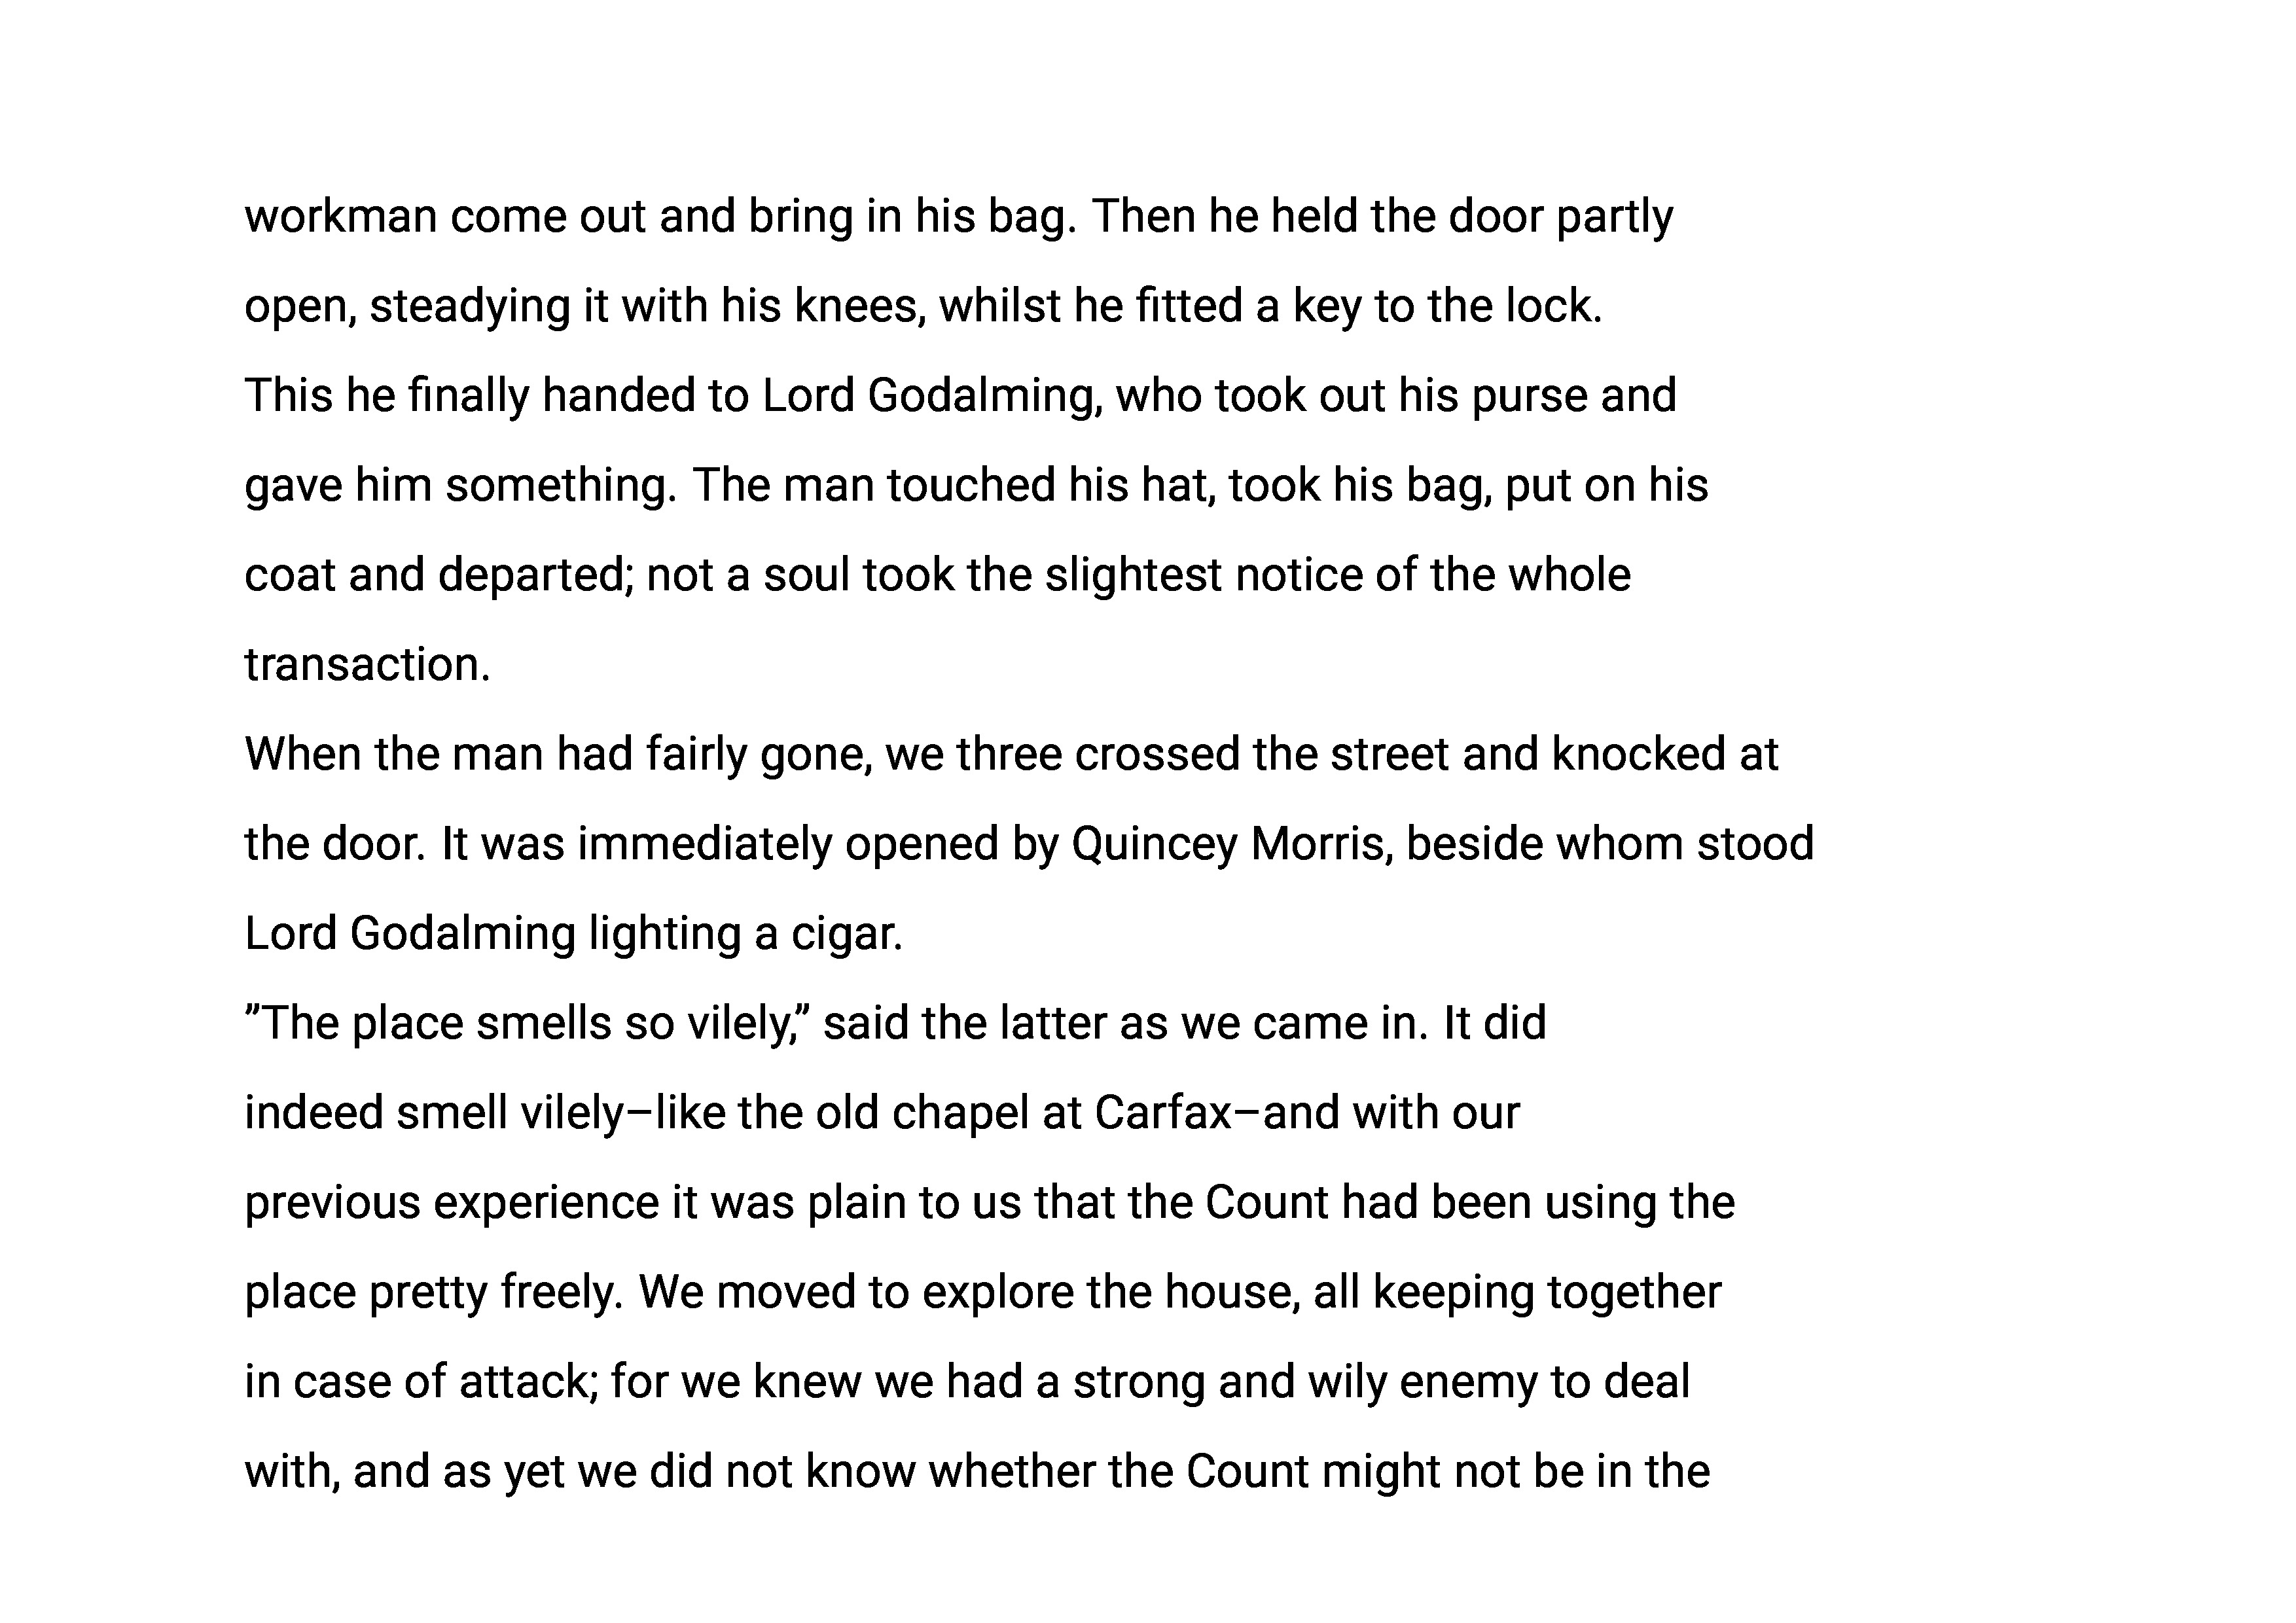 workman come out and bring in his bag. Then he held the door partly
open, steadying it with his knees, whilst he fitted a key to the lock.
This he finally handed to Lord Godalming, who took out his purse and
gave him something. The man touched his hat, took his bag, put on his
coat and departed; not a soul took the slightest notice of the whole
transaction.
When the man had fairly gone, we three crossed the street and knocked at
the door. It was immediately opened by Quincey Morris, beside whom stood
Lord Godalming lighting a cigar.
”The place smells so vilely,” said the latter as we came in. It did
indeed smell vilely–like the old chapel at Carfax–and with our
previous experience it was plain to us that the Count had been using the
place pretty freely. We moved to explore the house, all keeping together
in case of attack; for we knew we had a strong and wily enemy to deal
with, and as yet we did not know whether the Count might not be in the